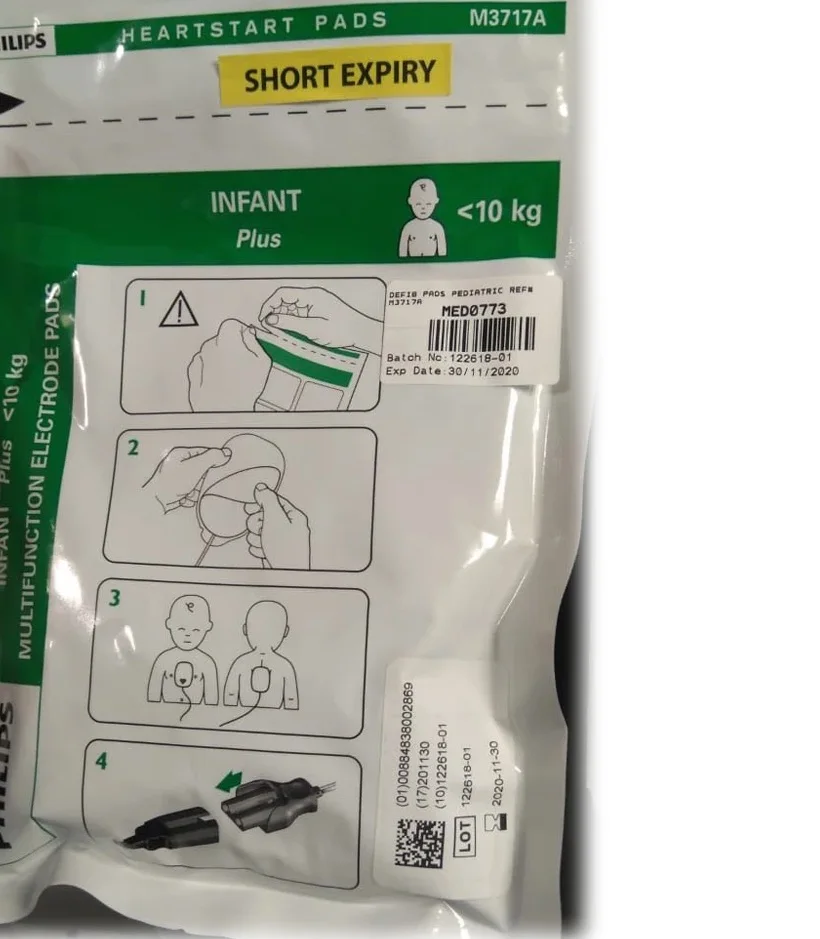 ILIPS
HEARTSTART PADS
M3717A
SHORT EXPIRY
INFANT
Plus
<10 kg
1
DEFIB PADS PEDIATRIC REF#
M3717A
MED0773
Batch No:122618-01
Exp Date:30/11/2020
2
3
4
INFANT Plus <10 kg
MULTIFUNCTION ELECTRODE PADS
PHILIPS
(01)00884838002869
(17)201130
(10)122618-01
LOT 122618-01
2020-11-30